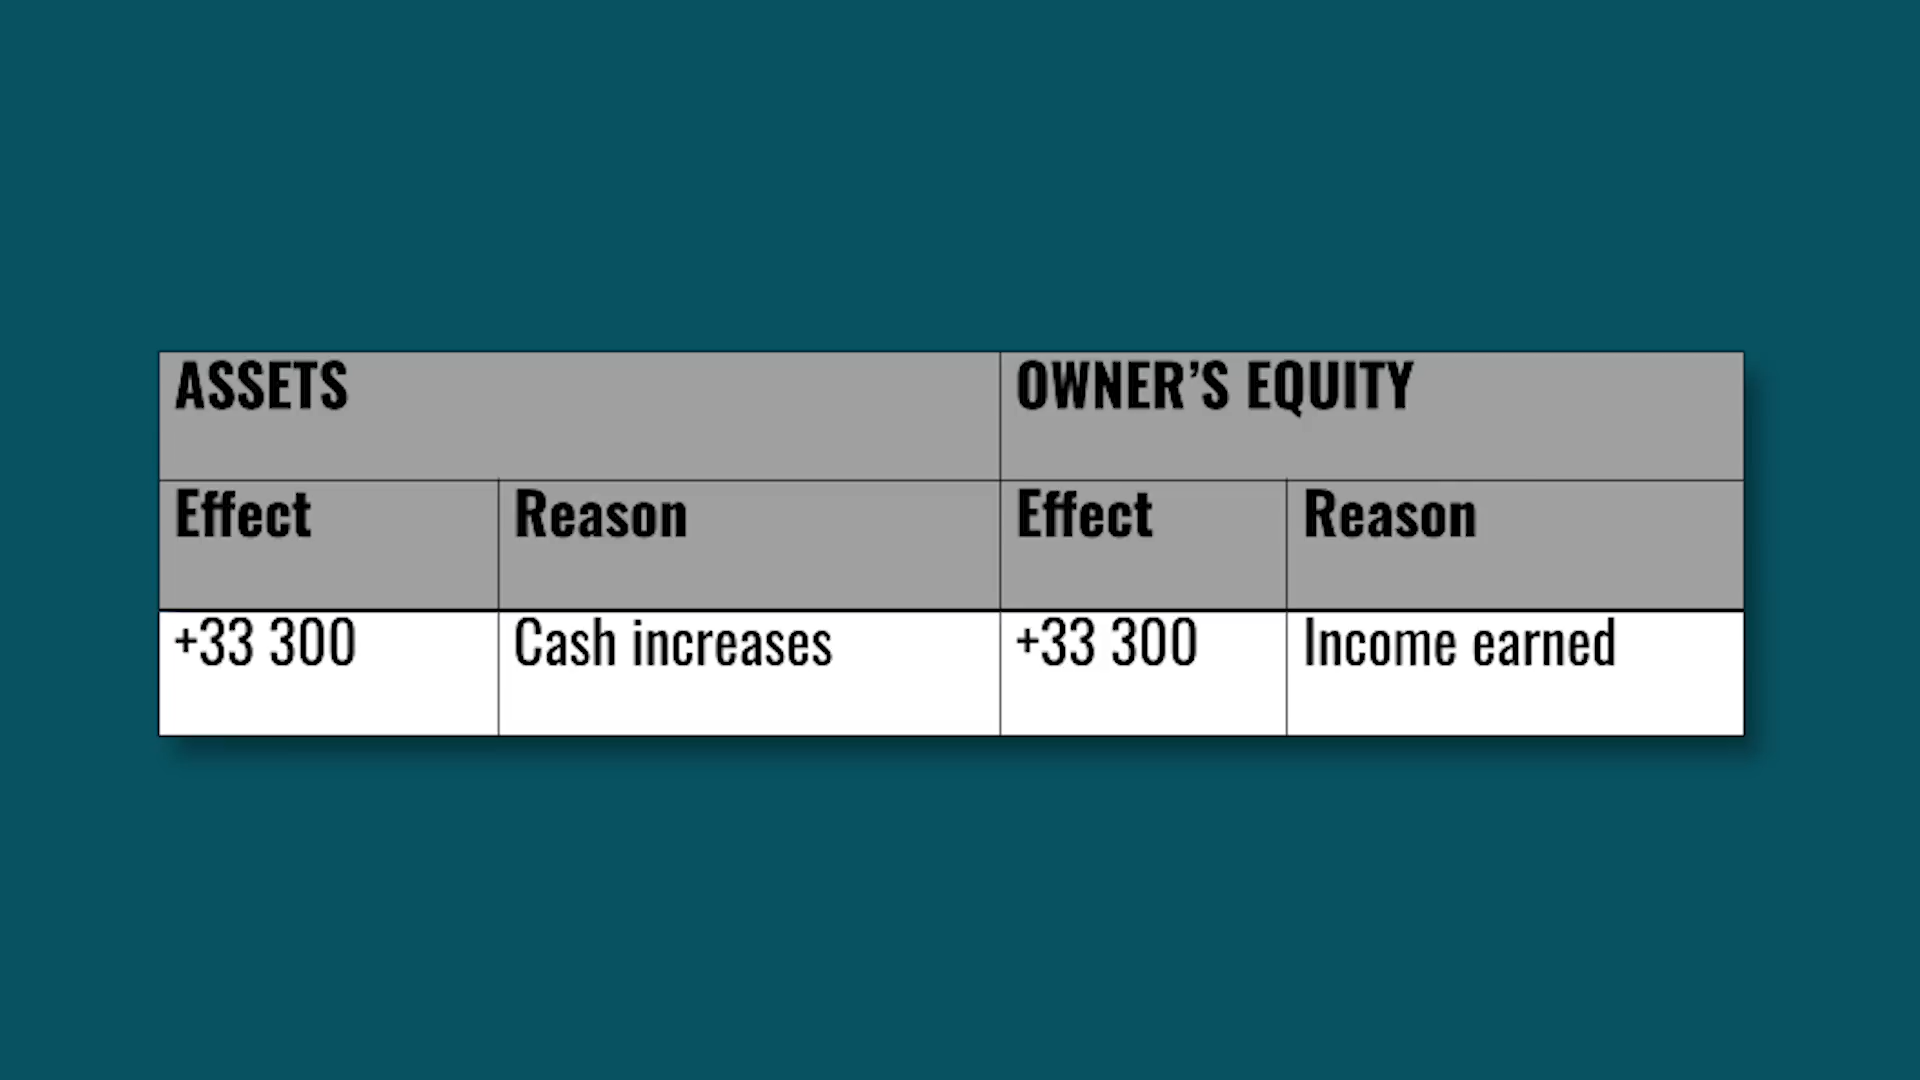 ASSETS OWNER’S EQUITY
Effect Reason Effect Reason
+33 300 Cash increases +33 300 Income earned